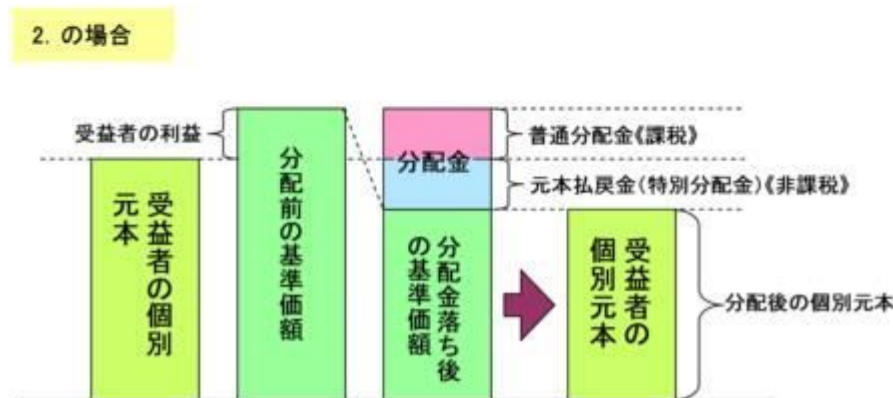 2. の場合
受益者の利益
普通分配金《課税》
元本払戻金(特別分配金)《非課税》
受益者の個別
元本
分配前の基準価額
分配金
分配金落ち後
の基準価額
受益者の
個別元本
分配後の個別元本